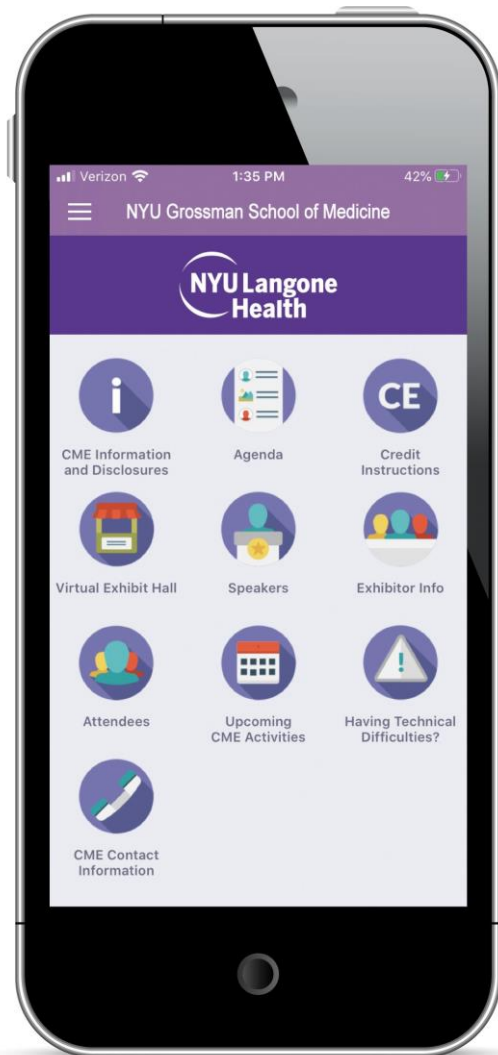 Verizon 1:35 PM 42%
NYU Grossman School of Medicine
NYU Langone
Health
i CE
CME Information
and Disclosures
Agenda
Credit
Instructions
Virtual Exhibit Hall
Speakers
Exhibitor Info
Attendees
Upcoming
CME Activities
Having Technical
Difficulties?
CME Contact
Information